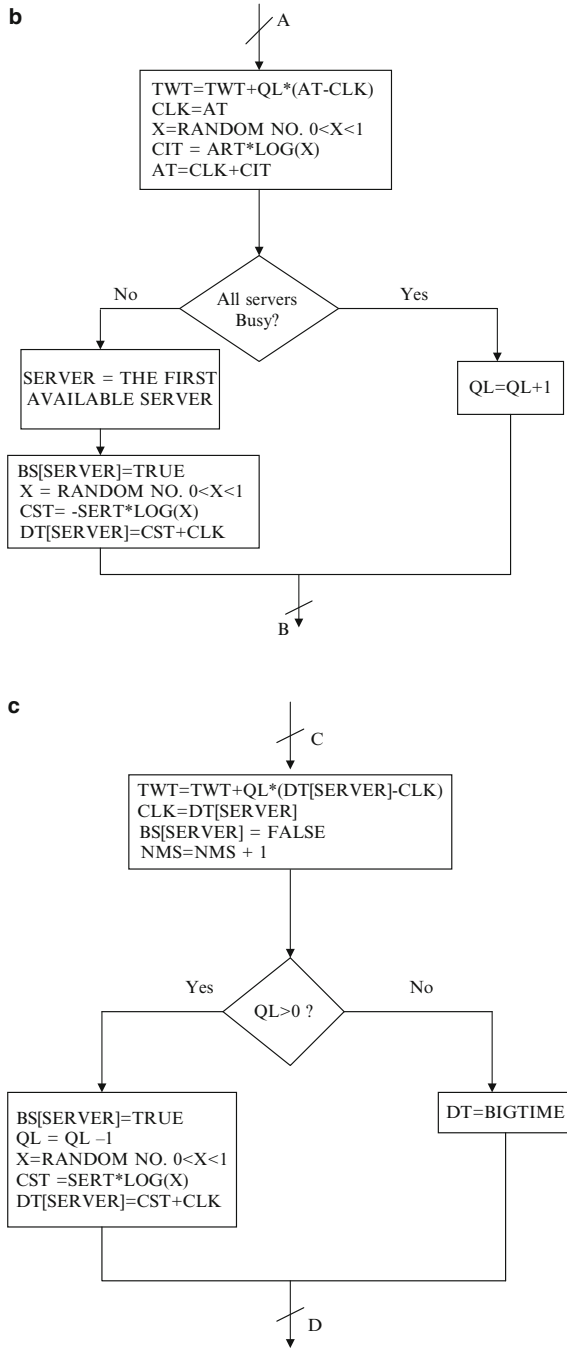 b
A
TWT=TWT+QL*(AT-CLK)
CLK=AT
X=RANDOM NO. 0<X<1
CIT = ART*LOG(X)
AT=CLK+CIT
All servers
Busy?
No
Yes
SERVER = THE FIRST
AVAILABLE SERVER
QL=QL+1
BS[SERVER]=TRUE
X = RANDOM NO. 0<X<1
CST= -SERT*LOG(X)
DT[SERVER]=CST+CLK
B
c
C
TWT=TWT+QL*(DT[SERVER]-CLK)
CLK=DT[SERVER]
BS[SERVER] = FALSE
NMS=NMS + 1
Yes
No
QL>0 ?
BS[SERVER]=TRUE
QL = QL –1
X=RANDOM NO. 0<X<1
CST =SERT*LOG(X)
DT[SERVER]=CST+CLK
DT=BIGTIME
D